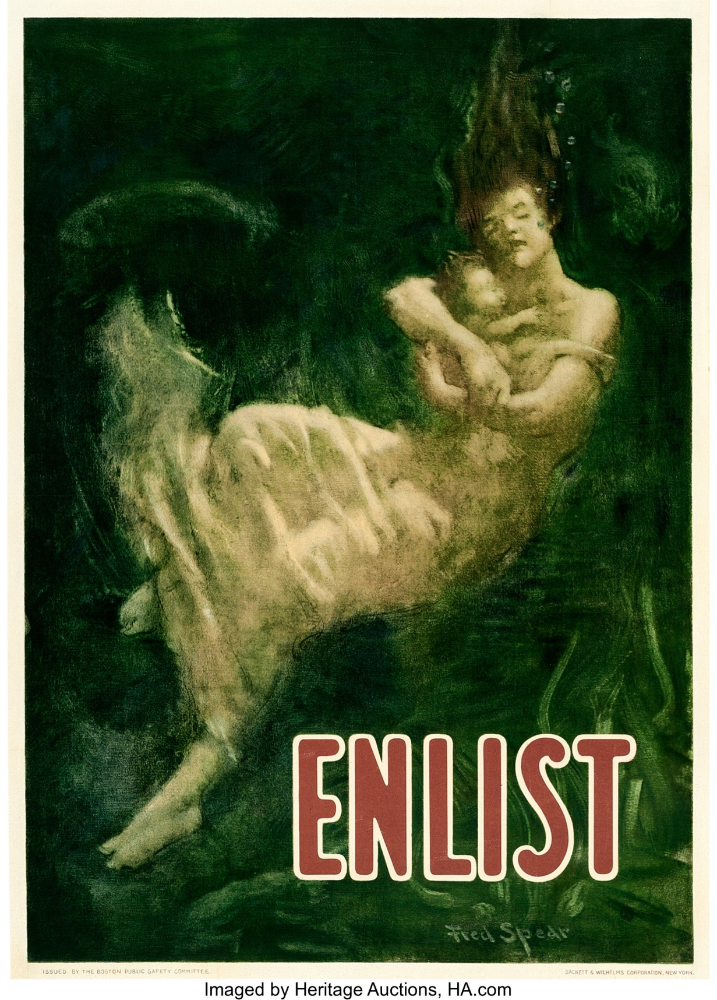 ENLIST
Fred Spear
ISSUED BY THE BOSTON PUBLIC SAFETY COMMITTEE.
SACKETT & WILHELMS CORPORATION, NEW YORK.
Imaged by Heritage Auctions, HA.com